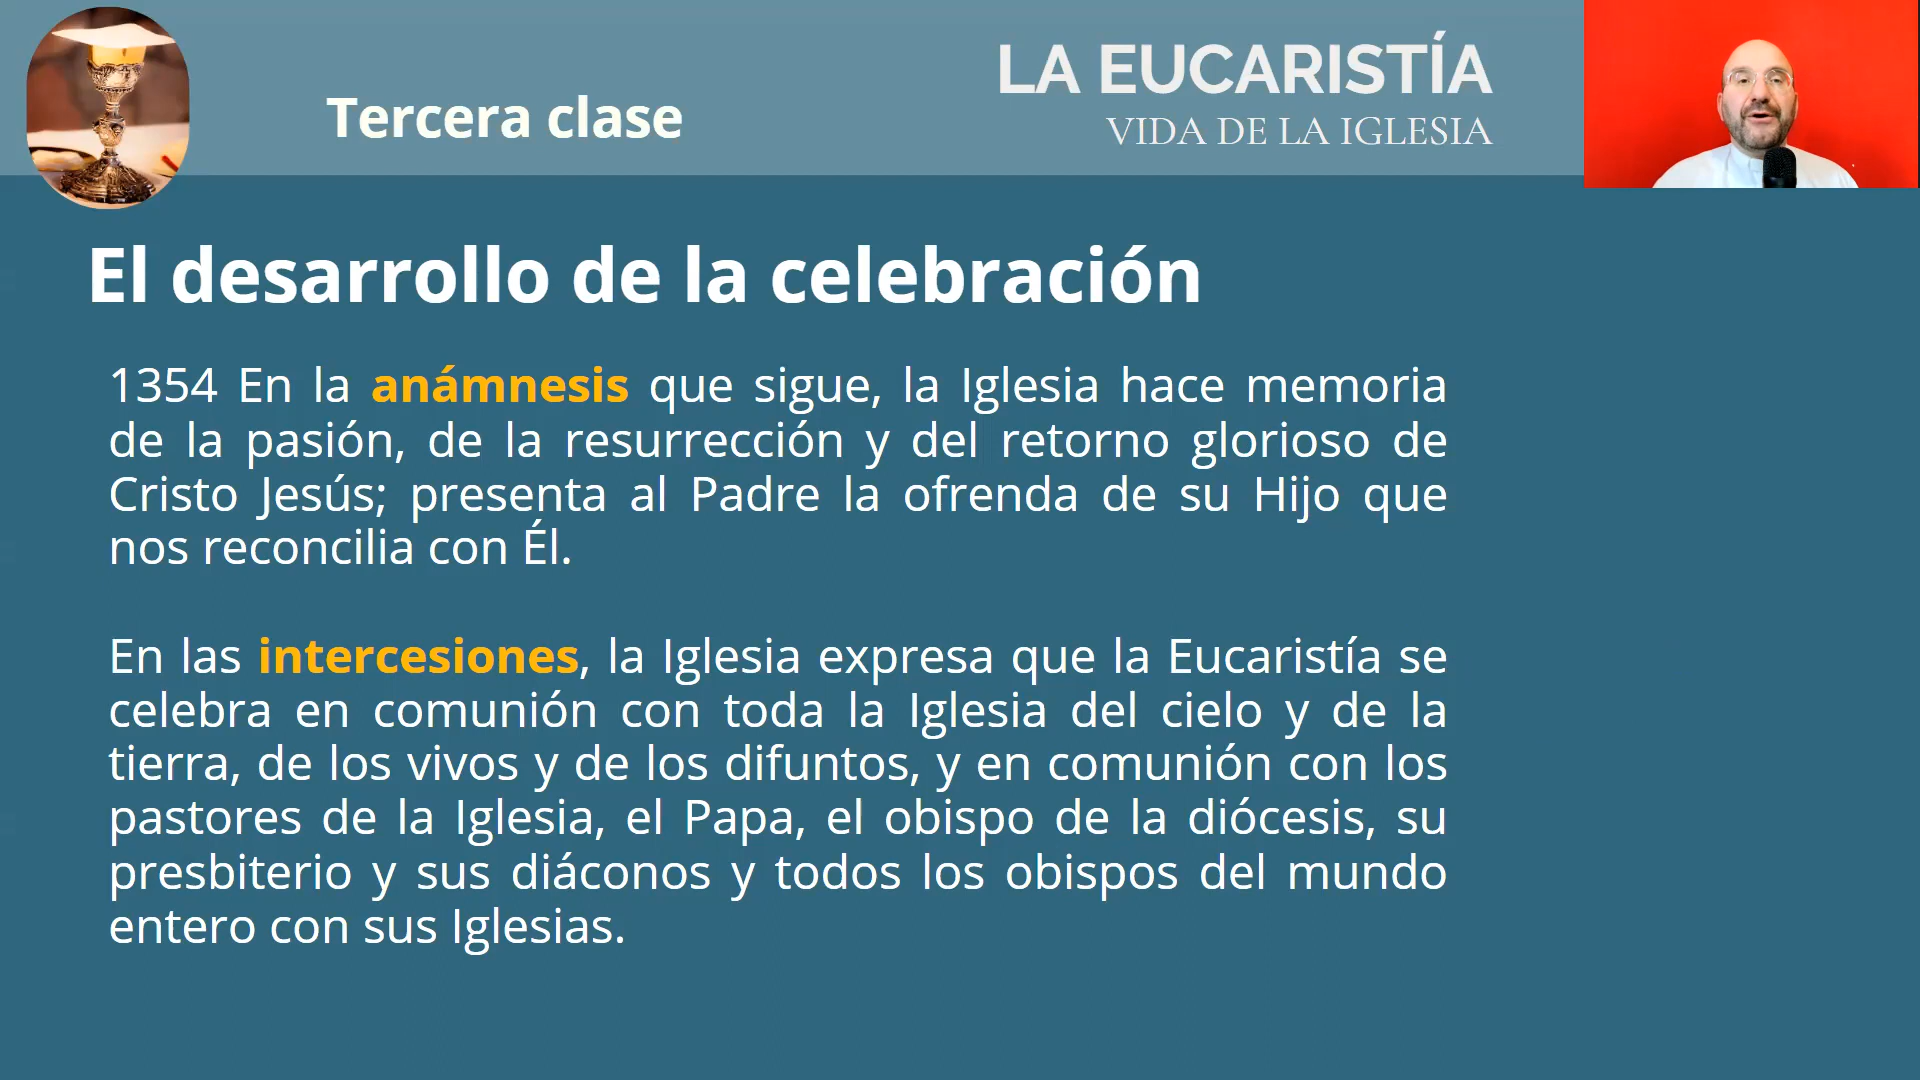 Tercera clase
LA EUCARISTÍA
VIDA DE LA IGLESIA
El desarrollo de la celebración
1354 En la anámnesis que sigue, la Iglesia hace memoria
de la pasión, de la resurrección y del retorno glorioso de
Cristo Jesús; presenta al Padre la ofrenda de su Hijo que
nos reconcilia con Él.
En las intercesiones, la Iglesia expresa que la Eucaristía se
celebra en comunión con toda la Iglesia del cielo y de la
tierra, de los vivos y de los difuntos, y en comunión con los
pastores de la Iglesia, el Papa, el obispo de la diócesis, su
presbiterio y sus diáconos y todos los obispos del mundo
entero con sus Iglesias.